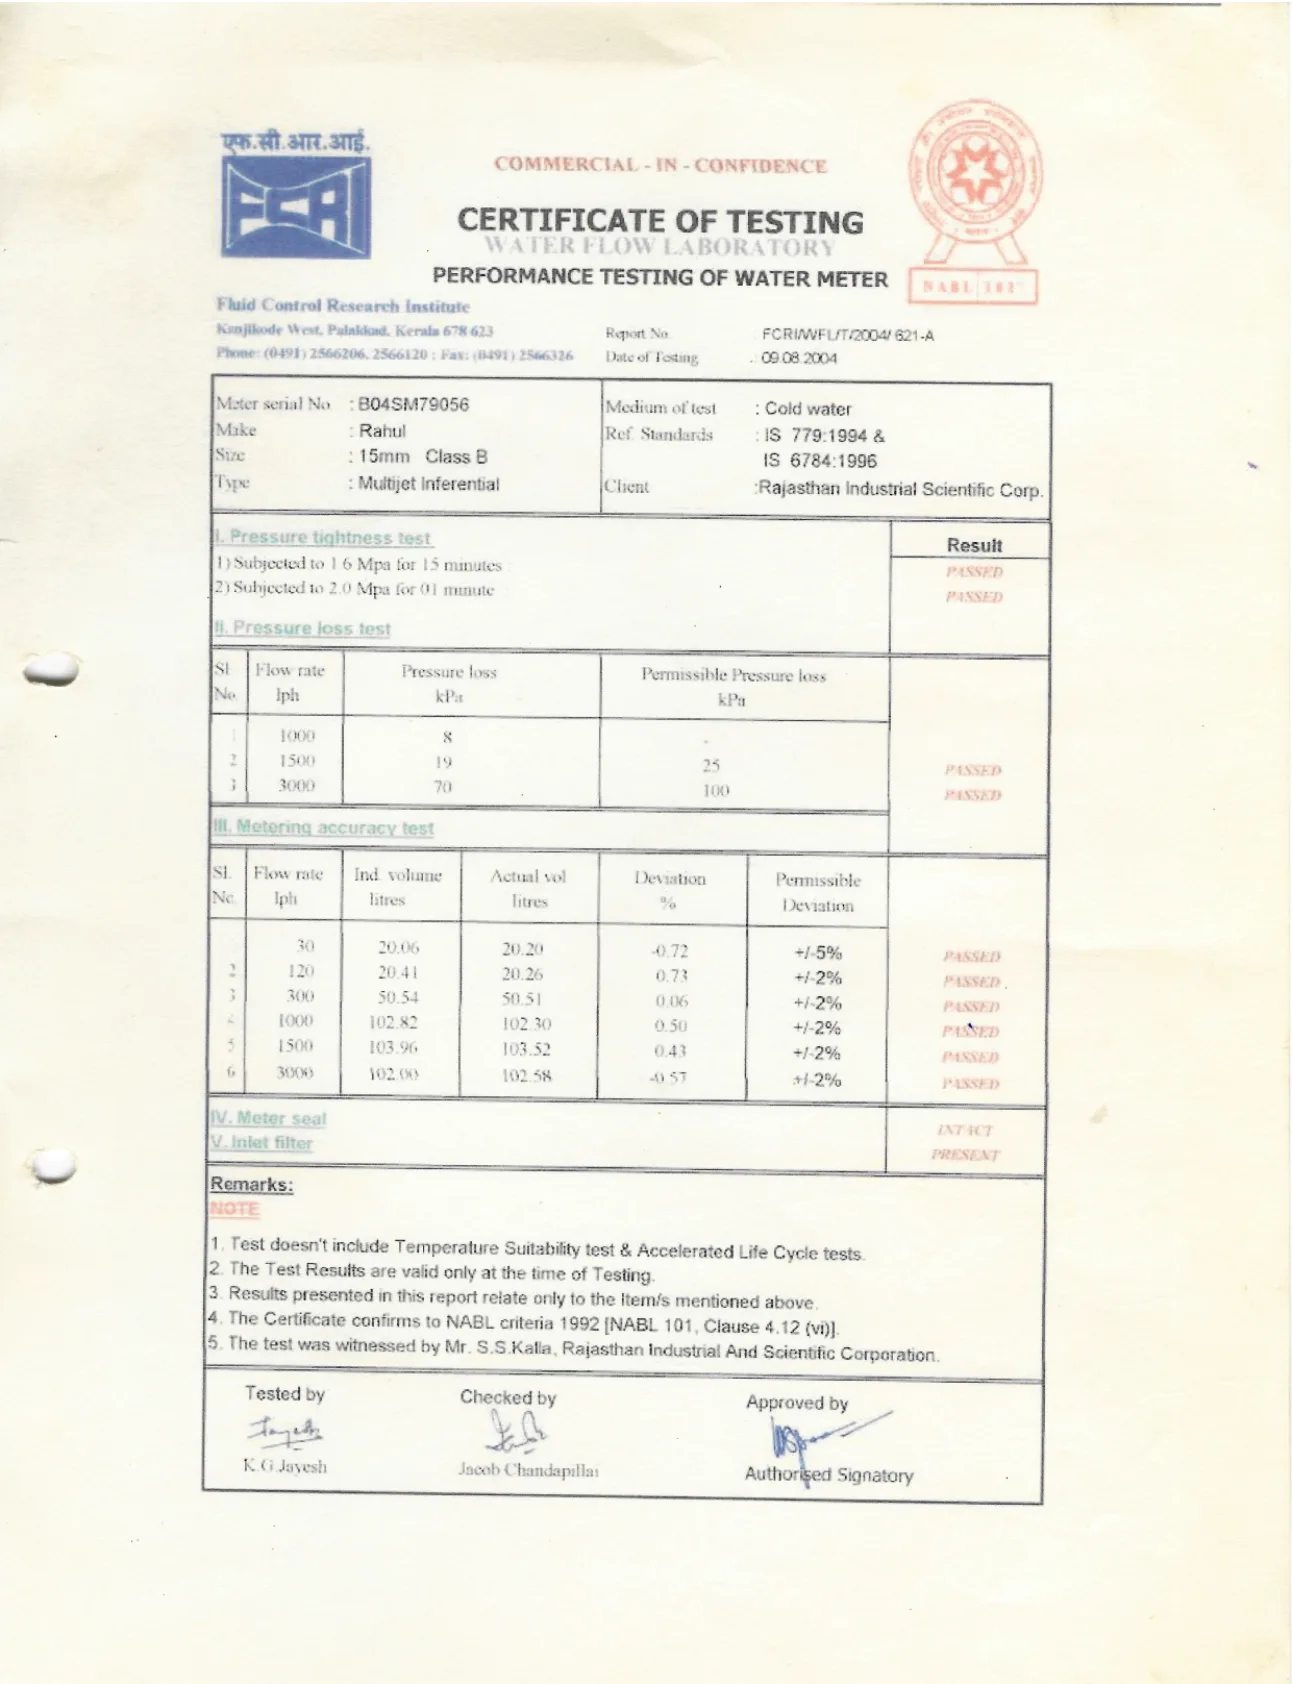 एफ.सी.आर.आई.
FCRI
COMMERCIAL - IN - CONFIDENCE
CERTIFICATE OF TESTING
WATER FLOW LABORATORY
PERFORMANCE TESTING OF WATER METER
NABL
Fluid Control Research Institute
Kanjikode West, Palakkad, Kerala 678 623
Phone: (0491) 2566206, 2566120 ; Fax: (0491) 2566326
Report No FCRI/WFL/T/2004/ 621-A
Date of Testing : 09.08.2004
Meter serial No : B04SM79056
Make : Rahul
Size : 15mm Class B
Type : Multijet Inferential
Medium of test : Cold water
Ref. Standards : IS 779:1994 &
IS 6784:1996
Client :Rajasthan Industrial Scientific Corp.
I. Pressure tightness test Result
1) Subjected to 1 6 Mpa for 15 minutes PASSED
2) Subjected to 2.0 Mpa for 01 minute PASSED
II. Pressure loss test
Sl. No. Flow rate lph Pressure loss kPa Permissible Pressure loss kPa
1 1000 8 -
2 1500 19 25 PASSED
3 3000 70 100 PASSED
III. Metering accuracy test
Sl. No. Flow rate lph Ind. volume litres Actual vol litres Deviation % Permissible Deviation
30 20.06 20.20 -0.72 +/-5% PASSED
2 120 20.41 20.26 0.73 +/-2% PASSED
3 300 50.54 50.51 0.06 +/-2% PASSED
4 1000 102.82 102.30 0.50 +/-2% PASSED
5 1500 103.96 103.52 0.43 +/-2% PASSED
6 3000 102.00 102.58 -0.57 +/-2% PASSED
IV. Meter seal INTACT
V. Inlet filter PRESENT
Remarks:
NOTE
1. Test doesn't include Temperature Suitability test & Accelerated Life Cycle tests.
2. The Test Results are valid only at the time of Testing.
3. Results presented in this report relate only to the Item/s mentioned above.
4. The Certificate confirms to NABL criteria 1992 [NABL 101, Clause 4.12 (vi)].
5. The test was witnessed by Mr. S.S.Kalla, Rajasthan Industrial And Scientific Corporation.
Tested by Checked by Approved by
K.G.Jayesh Jacob Chandapillai Authorised Signatory